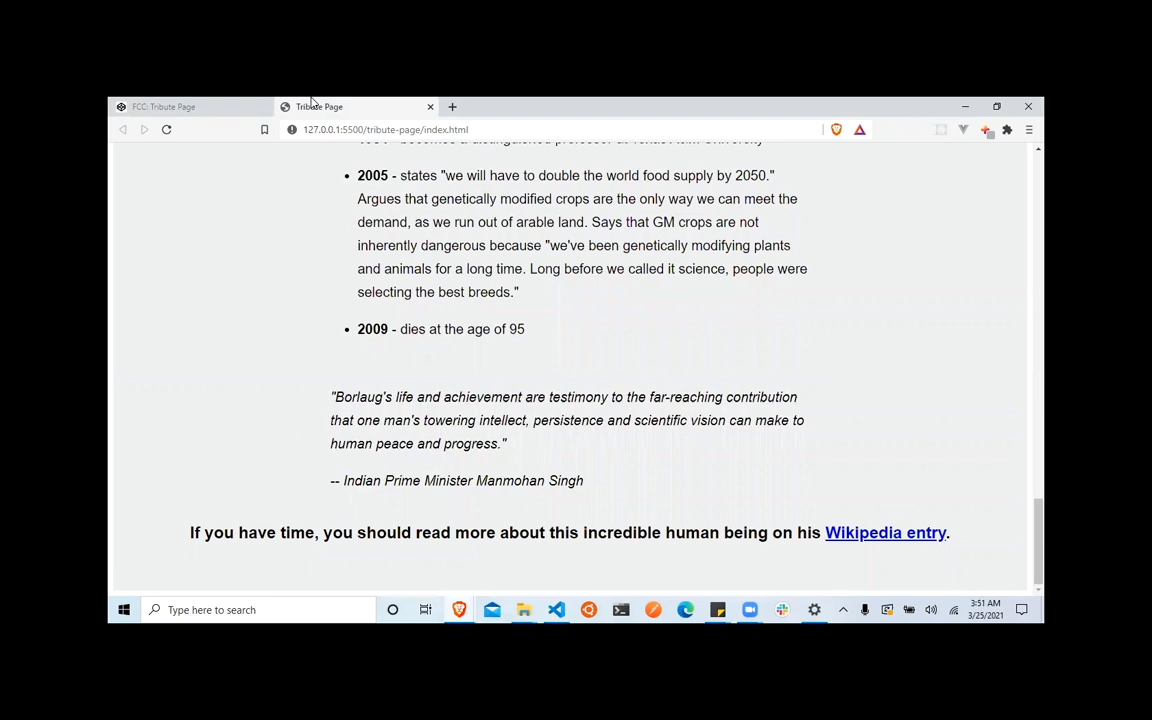 FCC: Tribute Page
Tribute Page
127.0.0.1:5500/tribute-page/index.html
2005 - states "we will have to double the world food supply by 2050."
Argues that genetically modified crops are the only way we can meet the
demand, as we run out of arable land. Says that GM crops are not
inherently dangerous because "we've been genetically modifying plants
and animals for a long time. Long before we called it science, people were
selecting the best breeds."
2009 - dies at the age of 95
"Borlaug's life and achievement are testimony to the far-reaching contribution
that one man's towering intellect, persistence and scientific vision can make to
human peace and progress."
-- Indian Prime Minister Manmohan Singh
If you have time, you should read more about this incredible human being on his Wikipedia entry.
Type here to search
3:51 AM
3/25/2021